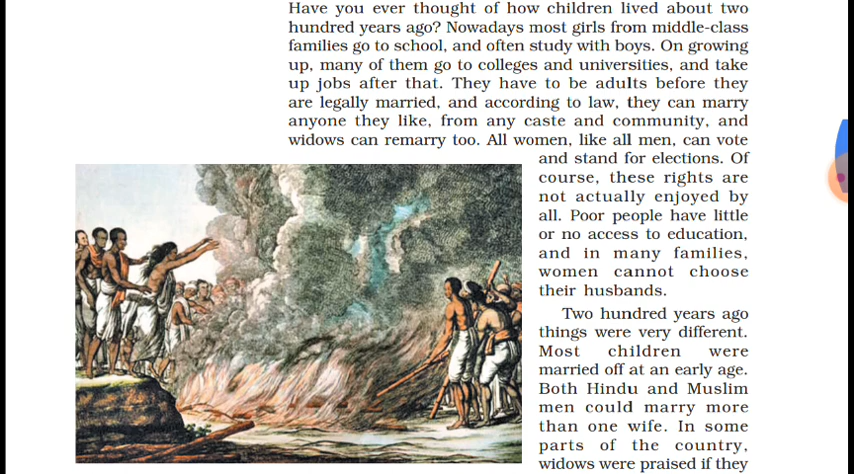 Have you ever thought of how children lived about two
hundred years ago? Nowadays most girls from middle-class
families go to school, and often study with boys. On growing
up, many of them go to colleges and universities, and take
up jobs after that. They have to be adults before they
are legally married, and according to law, they can marry
anyone they like, from any caste and community, and
widows can remarry too. All women, like all men, can vote
and stand for elections. Of
course, these rights are
not actually enjoyed by
all. Poor people have little
or no access to education,
and in many families,
women cannot choose
their husbands.
Two hundred years ago
things were very different.
Most children were
married off at an early age.
Both Hindu and Muslim
men could marry more
than one wife. In some
parts of the country,
widows were praised if they